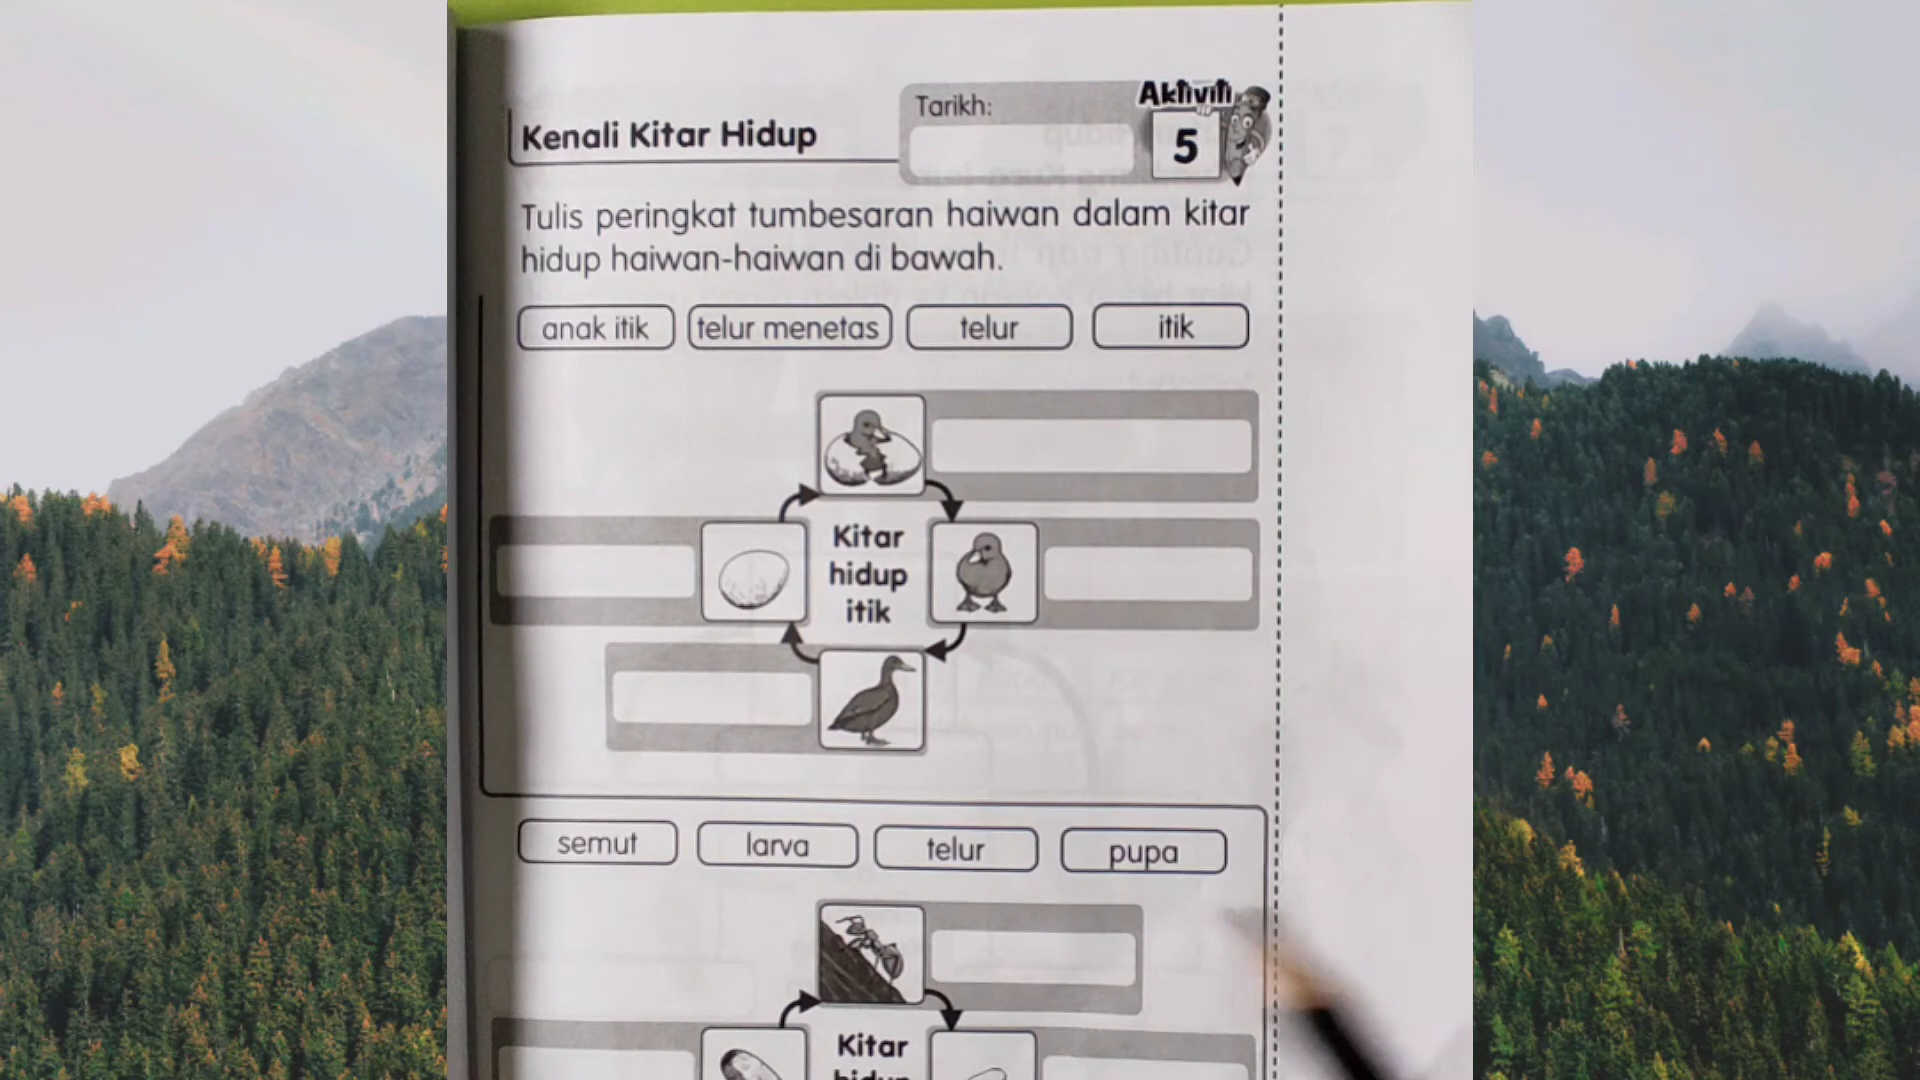 Kenali Kitar Hidup
Tarikh:
Aktiviti
5
Tulis peringkat tumbesaran haiwan dalam kitar
hidup haiwan-haiwan di bawah.
anak itik
telur menetas
telur
itik
Kitar
hidup
itik
semut
larva
telur
pupa
Kitar
hidup